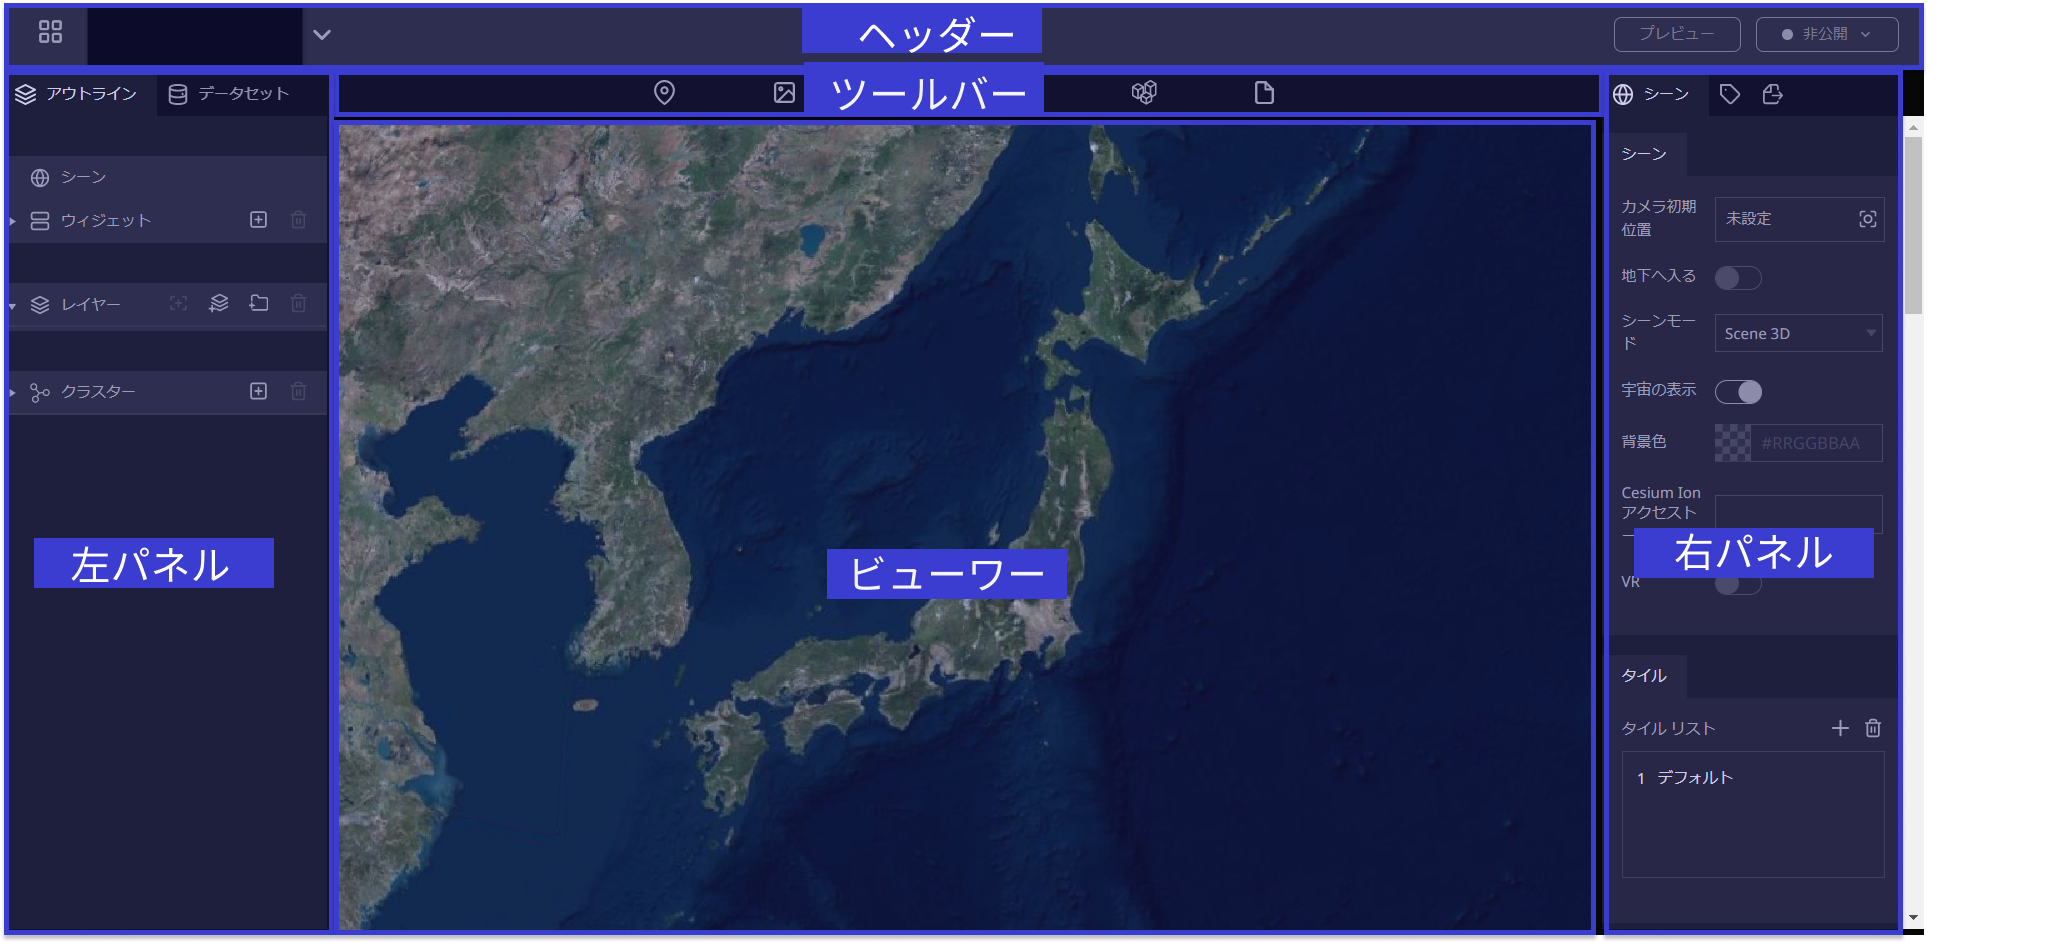 ヘッダー
プレビュー
非公開
アウトライン
データセット
ツールバー
シーン
シーン
ウィジェット
レイヤー
クラスター
左パネル
ビューワー
シーン
カメラ初期
位置
未設定
地下へ入る
シーンモー
ド
Scene 3D
宇宙の表示
背景色
#RRGGBBAA
Cesium Ion
アクセスト
右パネル
VR
タイル
タイル リスト
1 デフォルト